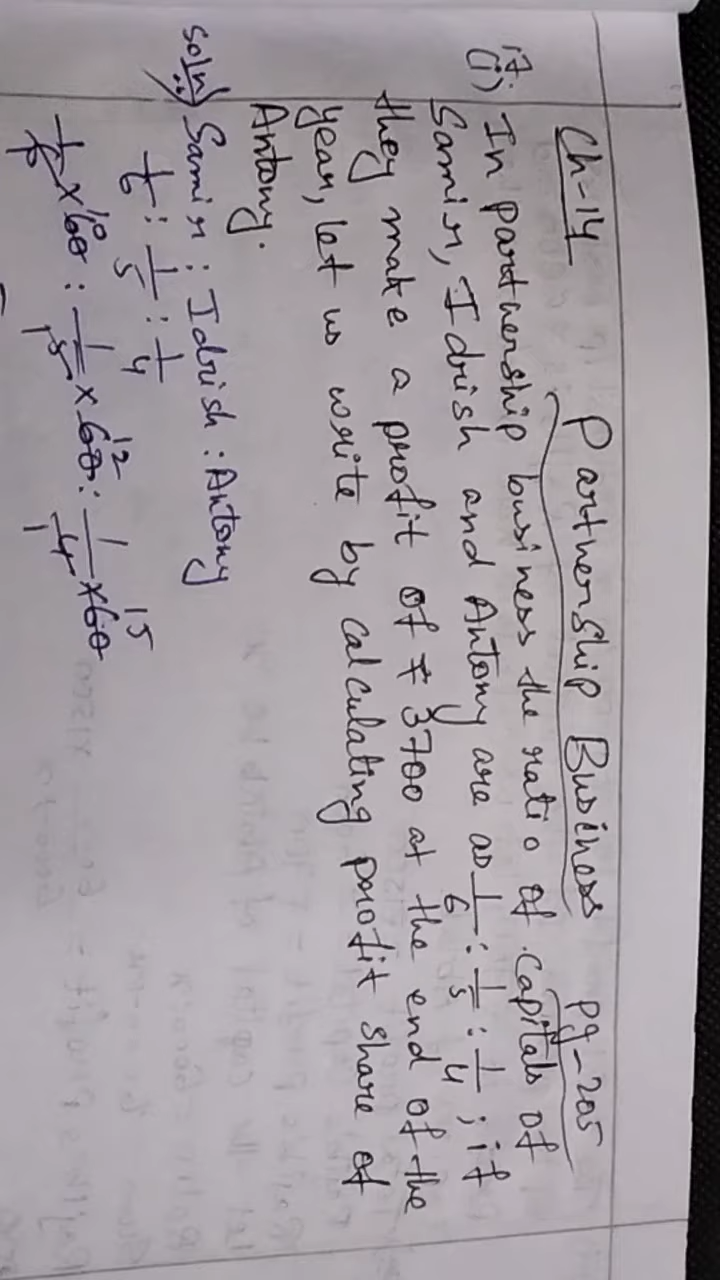 Ch-14 Partnership Business pg-205
17.
(i) In partnership business the ratio of capitals of
Samir, Idrish and Antony are as 1/6 : 1/5 : 1/4 ; if
they make a profit of ₹ 3700 at the end of the
year, let us write by calculating profit share of
Antony.
Soln Samir : Idrish : Antony
1/6 : 1/5 : 1/4
1/6 × 60 10 : 1/5 × 60 12 : 1/4 × 60 15